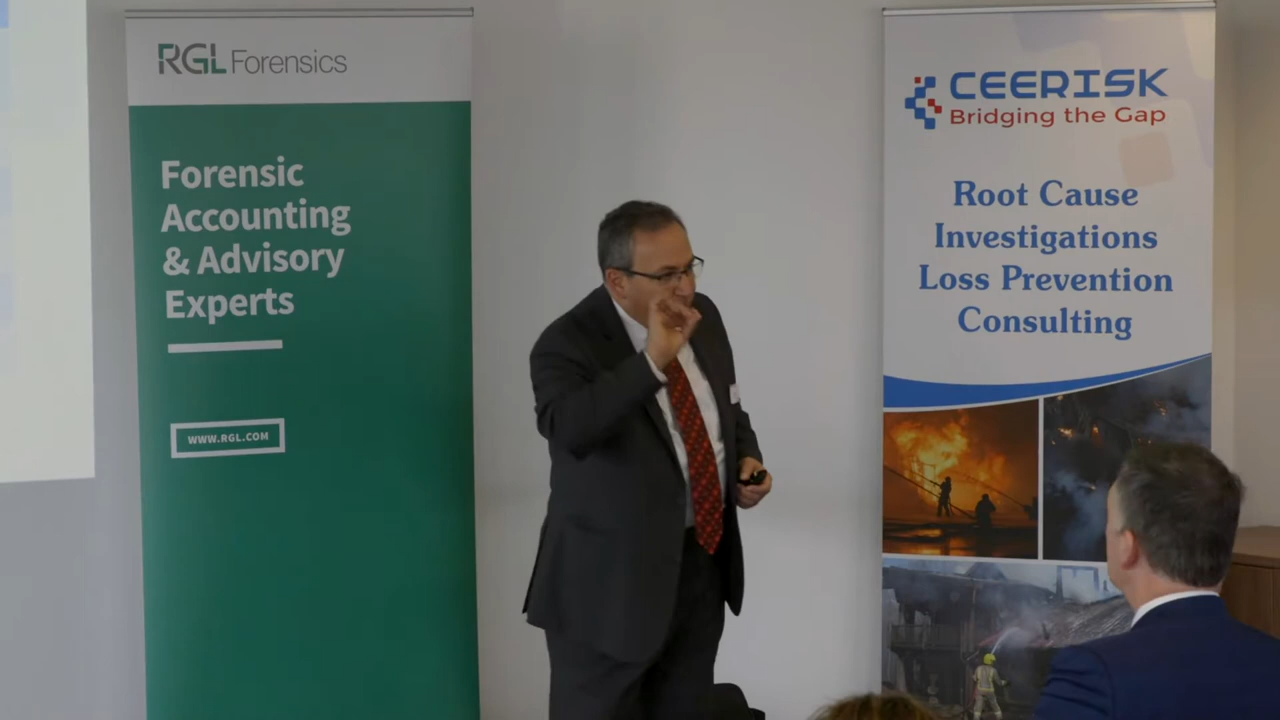 RGL Forensics
Forensic
Accounting
& Advisory
Experts
WWW.RGL.COM
CEERISK
Bridging the Gap
Root Cause
Investigations
Loss Prevention
Consulting